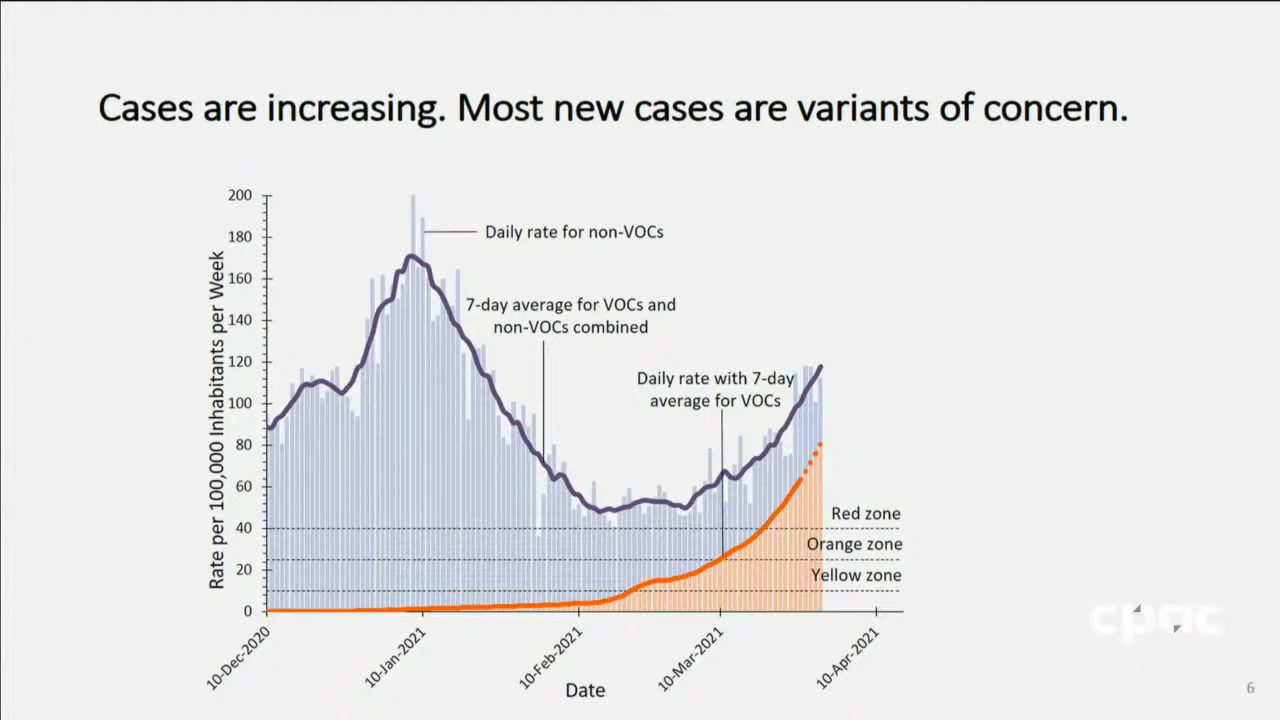 Cases are increasing. Most new cases are variants of concern.
Rate per 100,000 Inhabitants per Week
200
180
160
140
120
100
80
60
40
20
0
Daily rate for non-VOCs
7-day average for VOCs and
non-VOCs combined
Daily rate with 7-day
average for VOCs
Red zone
Orange zone
Yellow zone
10-Dec-2020
10-Jan-2021
10-Feb-2021
10-Mar-2021
10-Apr-2021
Date
cpac
6